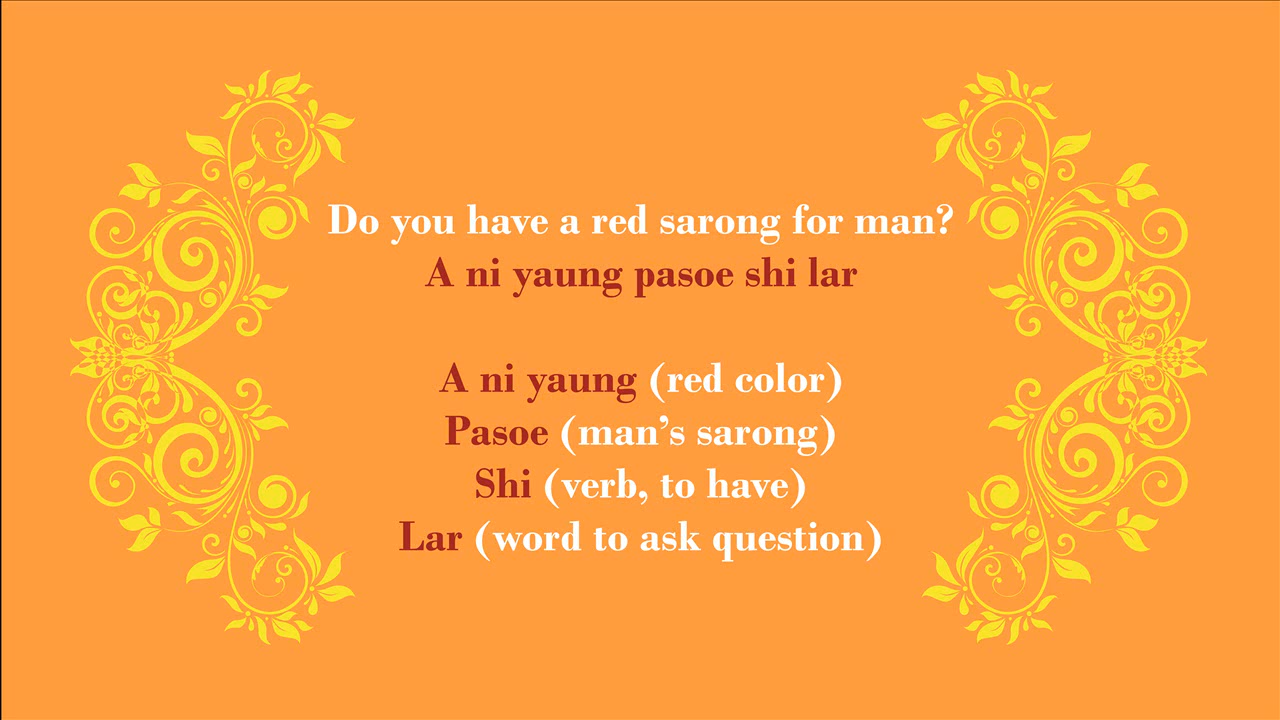 Do you have a red sarong for man?
A ni yaung pasoe shi lar
A ni yaung (red color)
Pasoe (man’s sarong)
Shi (verb, to have)
Lar (word to ask question)